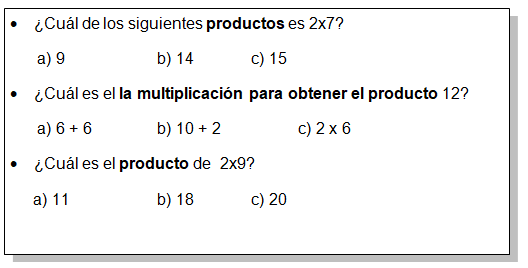 • ¿Cuál de los siguientes productos es 2x7?
a) 9 b) 14 c) 15
• ¿Cuál es el la multiplicación para obtener el producto 12?
a) 6 + 6 b) 10 + 2 c) 2 x 6
• ¿Cuál es el producto de 2x9?
a) 11 b) 18 c) 20